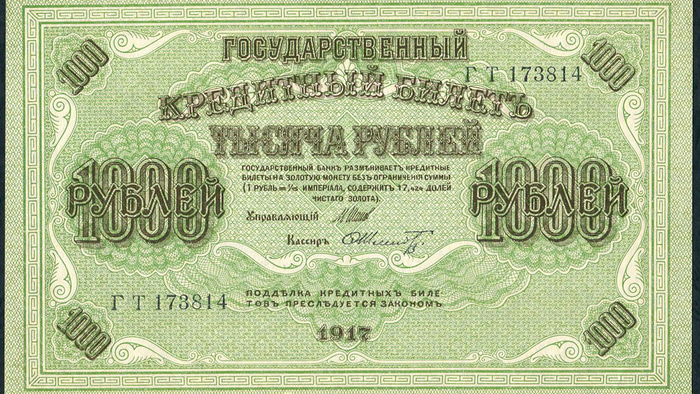 1000
ГОСУДАРСТВЕННЫЙ
1000
ГТ 173814
КРЕДИТНЫЙ БИЛЕТЪ
ТЫСЯЧА РУБЛЕЙ
1000
РУБЛЕЙ
ГОСУДАРСТВЕННЫЙ БАНКЪ РАЗМѢНИВАЕТЪ КРЕДИТНЫЕ
БИЛЕТЫ НА ЗОЛОТУЮ МОНЕТУ БЕЗЪ ОГРАНИЧЕНІЯ СУММЫ
(1 РУБЛЬ = 1/15 ИМПЕРІАЛА, СОДЕРЖИТЪ 17,424 ДОЛЕЙ
ЧИСТАГО ЗОЛОТА).
1000
РУБЛЕЙ
Управляющій
Кассиръ
ГТ 173814
ПОДДѢЛКА КРЕДИТНЫХЪ БИЛЕ-
ТОВЪ ПРЕСЛѢДУЕТСЯ ЗАКОНОМЪ
1917
1000
1000